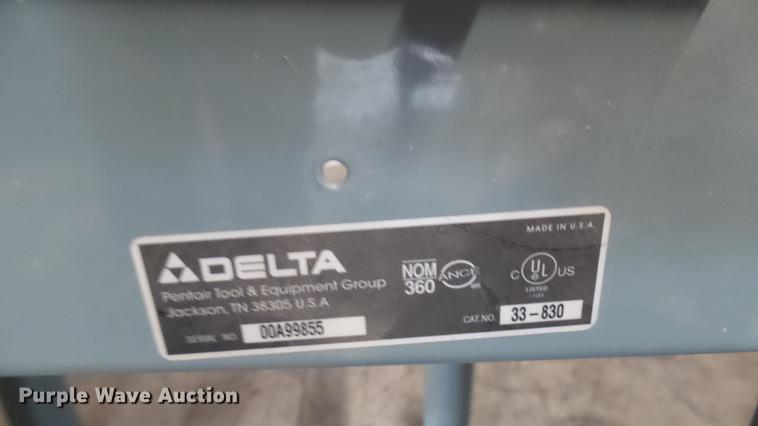 MADE IN U.S.A.
DELTA
Pentair Tool & Equipment Group
Jackson, TN 38305 U.S.A
NOM
360
ANCE
MR
C UL US
LISTED
SERIAL NO. 00A99855
CAT.NO. 33-830
Purple Wave Auction